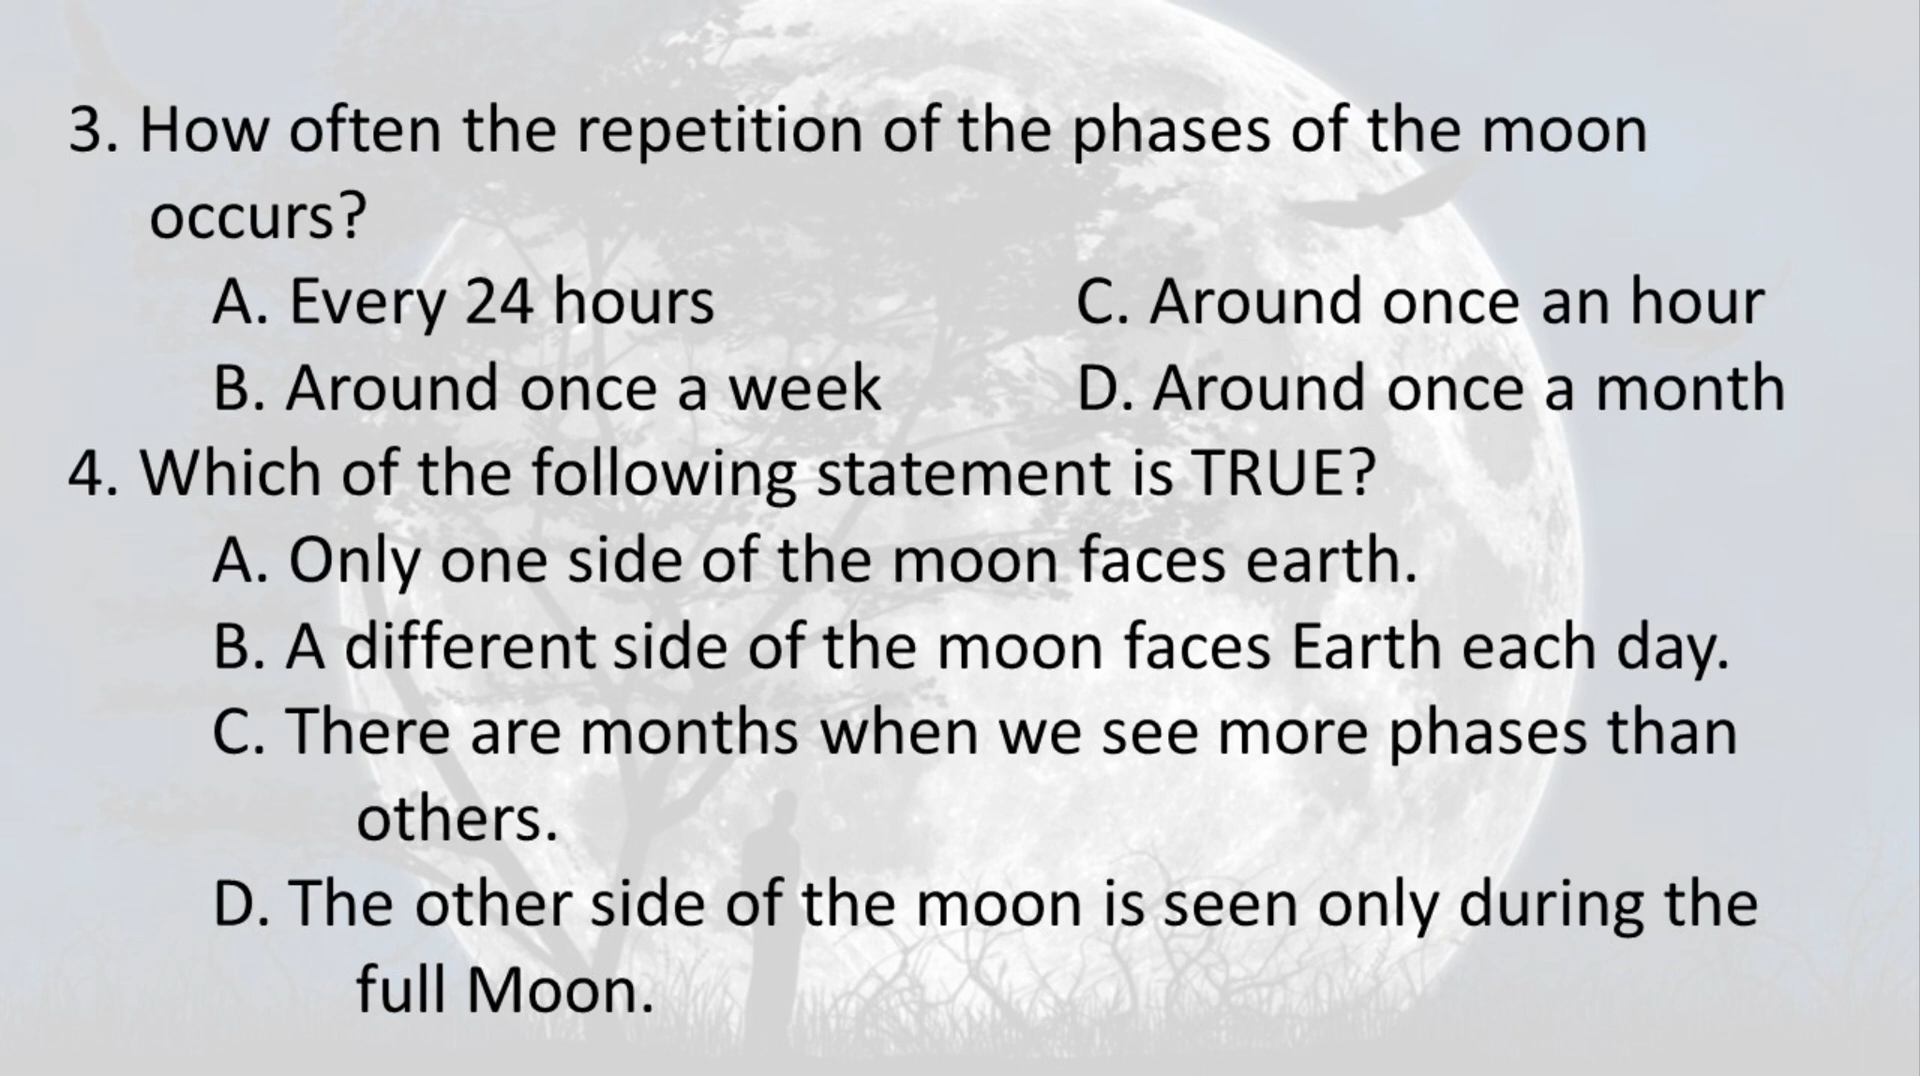 3. How often the repetition of the phases of the moon
occurs?
A. Every 24 hours C. Around once an hour
B. Around once a week D. Around once a month
4. Which of the following statement is TRUE?
A. Only one side of the moon faces earth.
B. A different side of the moon faces Earth each day.
C. There are months when we see more phases than
others.
D. The other side of the moon is seen only during the
full Moon.